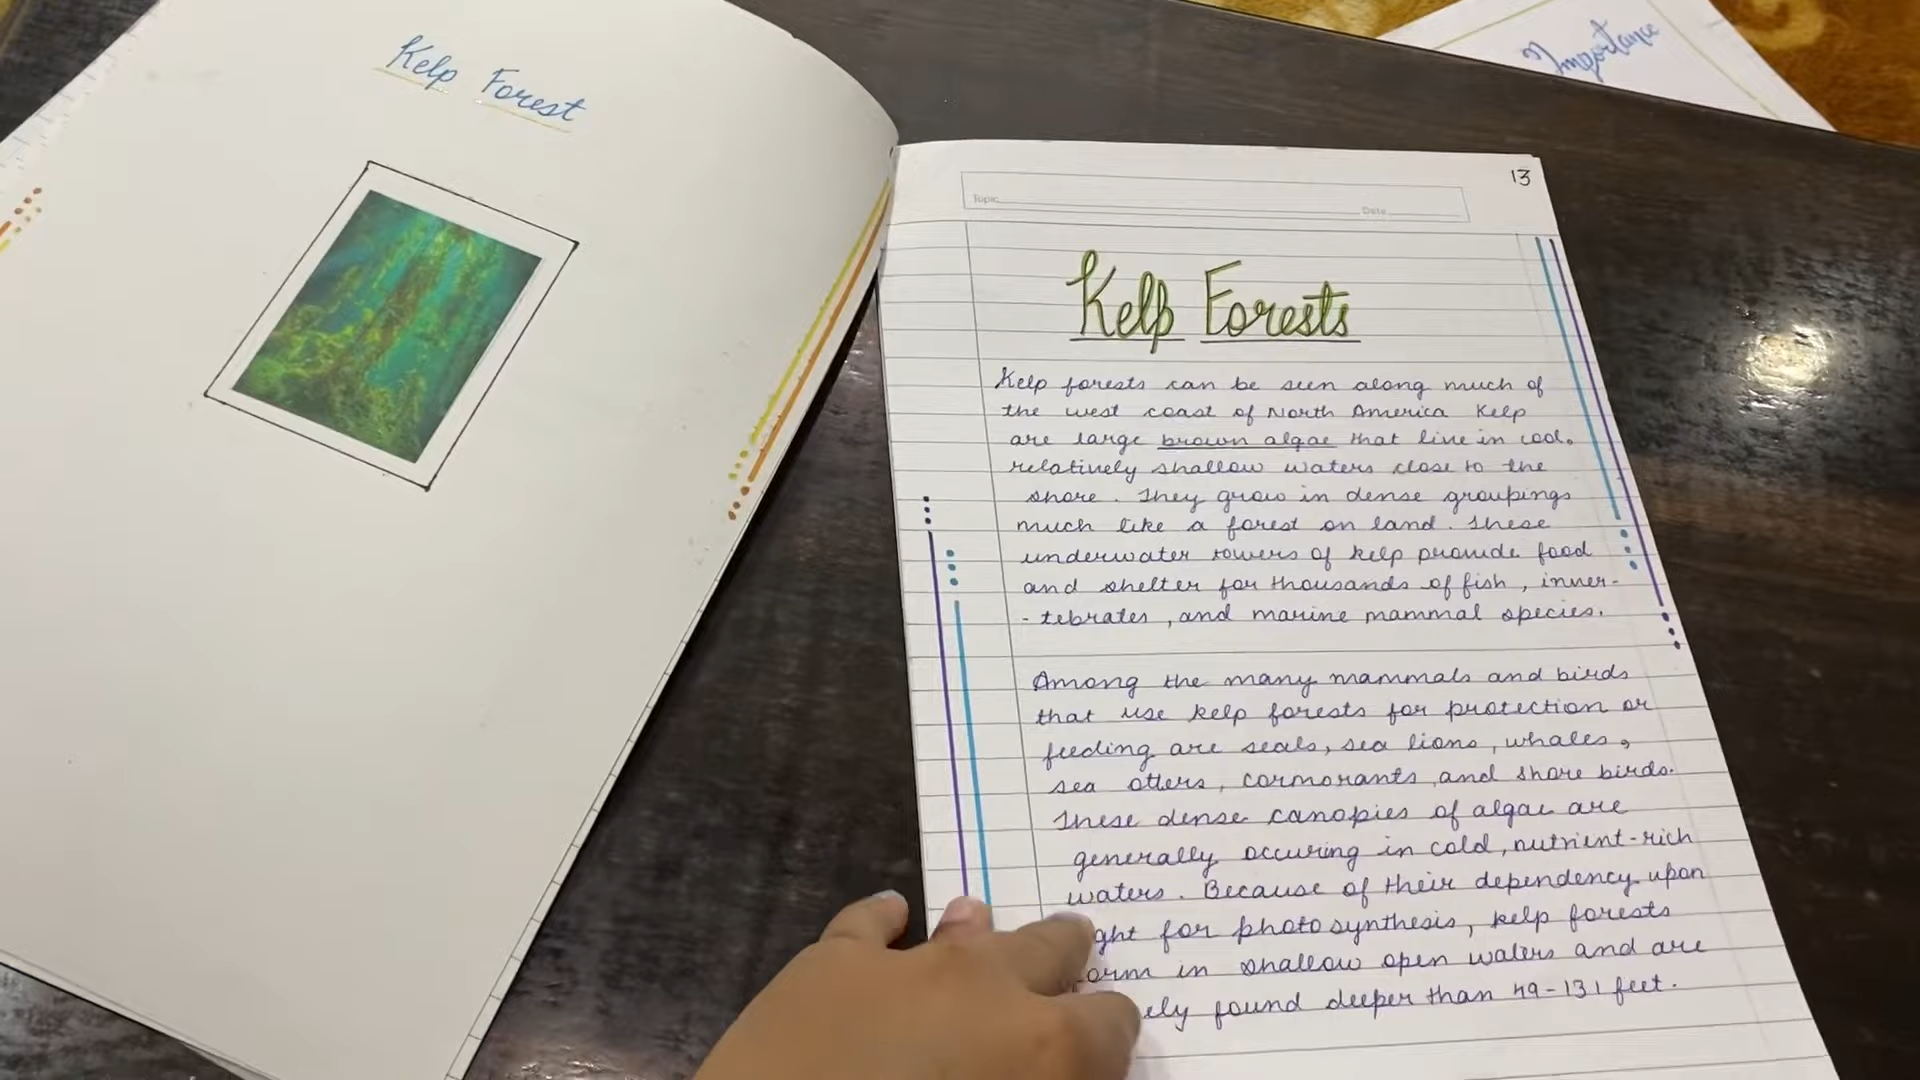 Kelp Forest
Importance
13
Topic
Date
Kelp Forests
Kelp forests can be seen along much of
the west coast of North America Kelp
are large brown algae that live in cool,
relatively shallow waters close to the
shore. They grow in dense groupings
much like a forest on land. These
underwater towers of kelp provide food
and shelter for thousands of fish, inner-
-tebrates, and marine mammal species.
Among the many mammals and birds
that use kelp forests for protection or
feeding are seals, sea lions, whales,
sea otters, cormorants, and shore birds.
These dense canopies of algae are
generally occuring in cold, nutrient-rich
waters. Because of their dependency upon
ght for photosynthesis, kelp forests
orm in shallow open waters and are
ely found deeper than 49-131 feet.